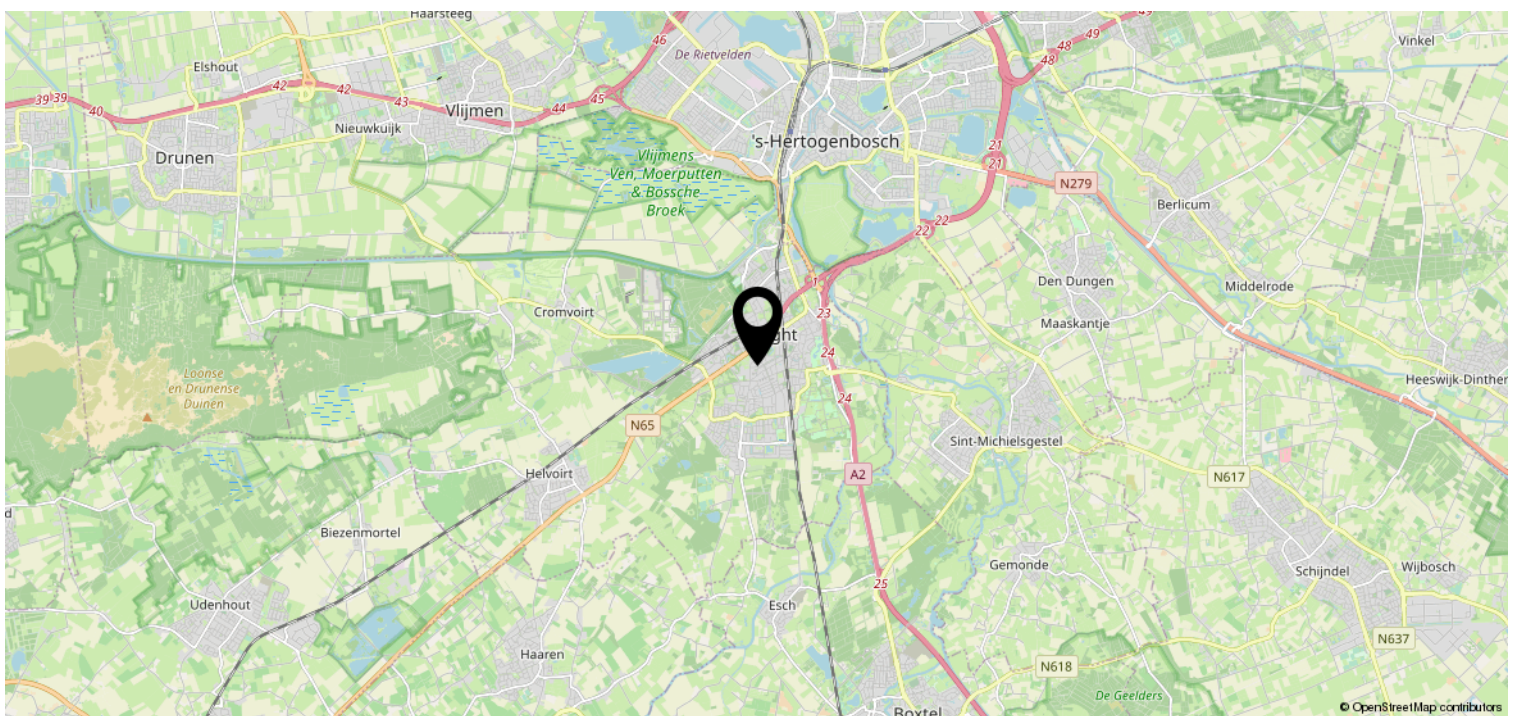 Haarsteeg
46
De Rietvelden
48
49
49
Vinkel
Elshout
48
42
42
39 39
40
43
44
45
Vlijmen
Nieuwkuijk
's-Hertogenbosch
21
21
Drunen
Vlijmens
Ven, Moerputten
& Bossche
Broek
N279
Berlicum
22
22
Den Dungen
Middelrode
1
Cromvoirt
23
Maaskantje
ght
24
Loonse
en Drunense
Duinen
Heeswijk-Dinther
24
N65
Sint-Michielsgestel
Helvoirt
A2
N617
d
Biezenmortel
Gemonde
Schijndel
Wijbosch
25
Udenhout
Esch
N637
Haaren
N618
De Geelders
Boxtel
© OpenStreetMap contributors